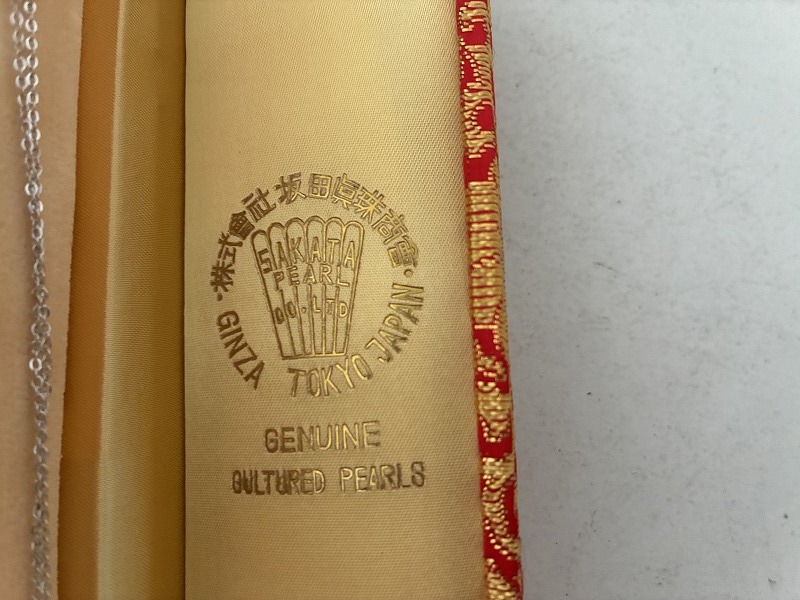 株式會社坂田眞珠商會
SAKATA
PEARL
CO.LTD
GINZA TOKYO JAPAN
GENUINE
CULTURED PEARLS